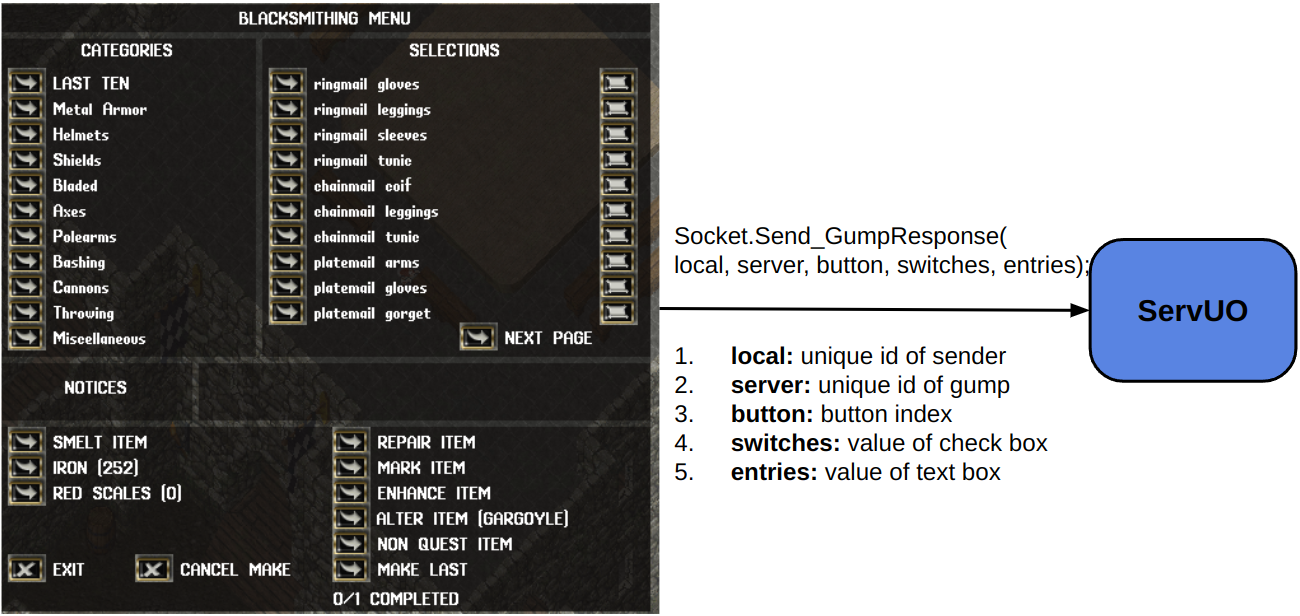 BLACKSMITHING MENU
CATEGORIES
LAST TEN
Metal Armor
Helmets
Shields
Bladed
Axes
Polearms
Bashing
Cannons
Throwing
Miscellaneous
SELECTIONS
ringmail gloves
ringmail leggings
ringmail sleeves
ringmail tunic
chainmail coif
chainmail leggings
chainmail tunic
platemail arms
platemail gloves
platemail gorget
NEXT PAGE
NOTICES
SMELT ITEM
IRON (252)
RED SCALES (0)
EXIT
CANCEL MAKE
REPAIR ITEM
MARK ITEM
ENHANCE ITEM
ALTER ITEM (GARGOYLE)
NON QUEST ITEM
MAKE LAST
0/1 COMPLETED
Socket.Send_GumpResponse(
local, server, button, switches, entries);
1. local: unique id of sender
2. server: unique id of gump
3. button: button index
4. switches: value of check box
5. entries: value of text box
ServUO